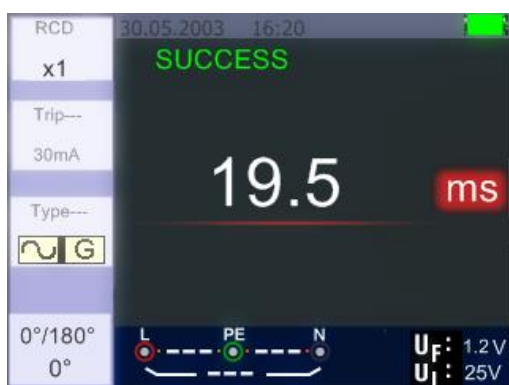 RCD
30.05.2003 16:20
x1
SUCCESS
Trip---
30mA
19.5
ms
Type---
G
0°/180°
0°
L PE N
UF: 1.2V
UL: 25V